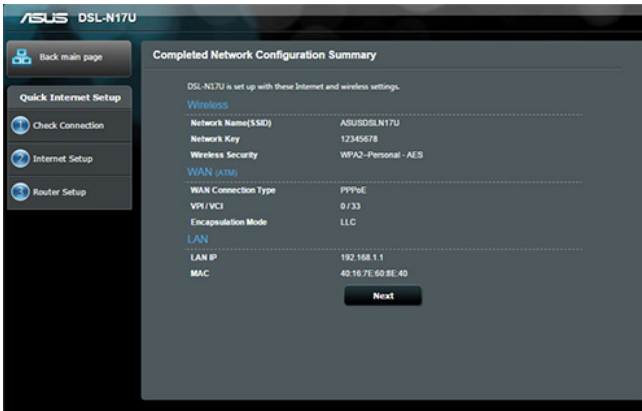 ASUS DSL-N17U
Back main page
Quick Internet Setup
1 Check Connection
2 Internet Setup
3 Router Setup
Completed Network Configuration Summary
DSL-N17U is set up with these Internet and wireless settings.
Wireless
Network Name(SSID) ASUSDSLN17U
Network Key 12345678
Wireless Security WPA2-Personal - AES
WAN (ATM)
WAN Connection Type PPPoE
VPI / VCI 0 / 33
Encapsulation Mode LLC
LAN
LAN IP 192.168.1.1
MAC 40:16:7E:60:8E:40
Next